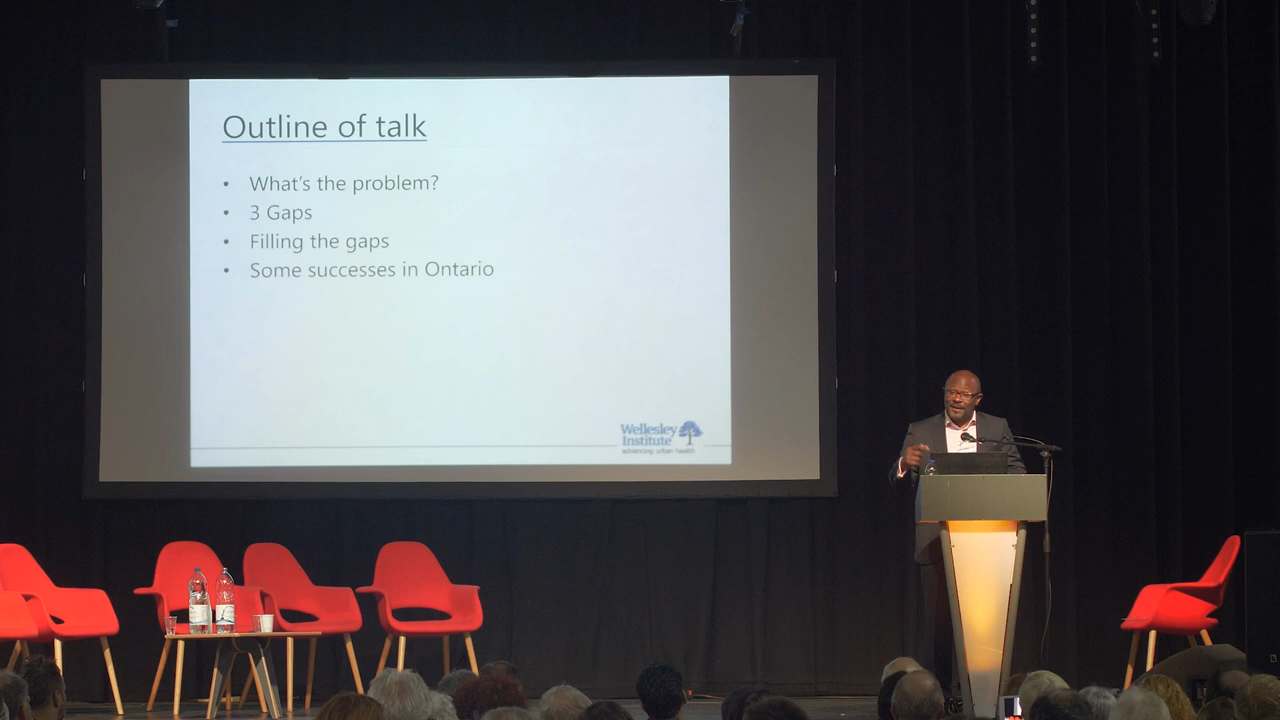 Outline of talk
• What's the problem?
• 3 Gaps
• Filling the gaps
• Some successes in Ontario
Wellesley
Institute
advancing urban health